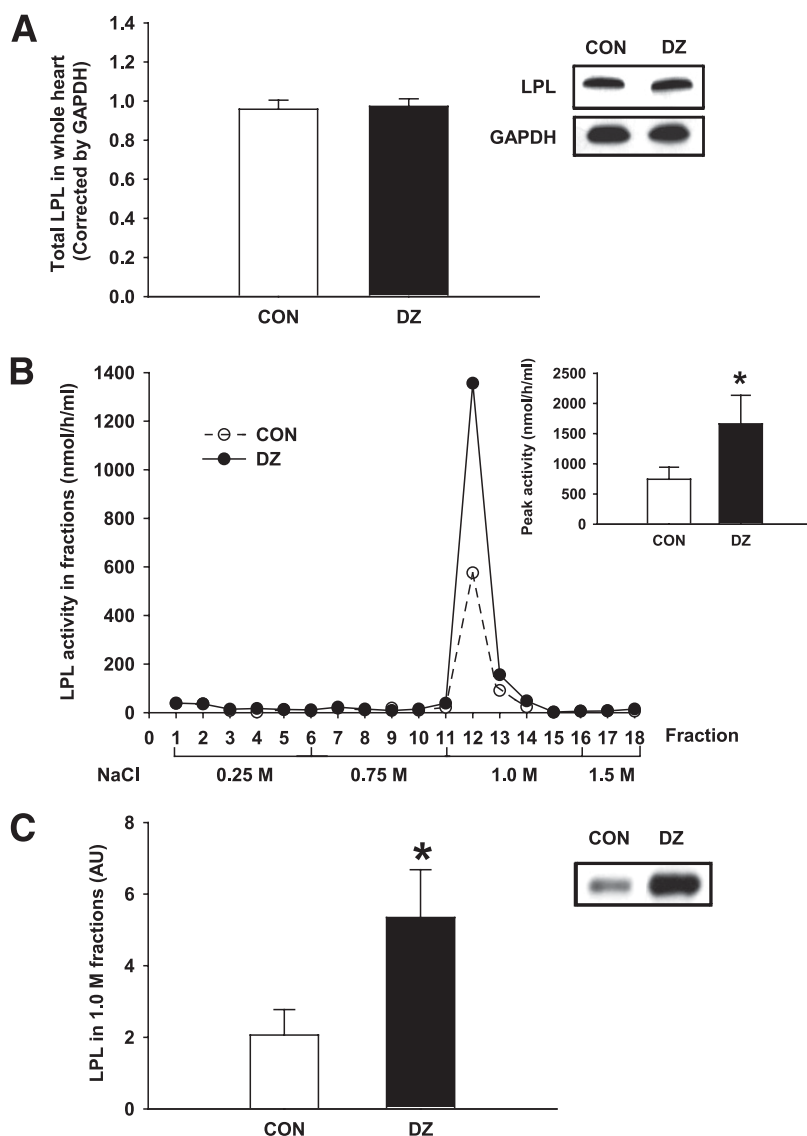 A
Total LPL in whole heart
(Corrected by GAPDH)
1.4
1.2
1.0
0.8
0.6
0.4
0.2
0.0
CON
DZ
CON DZ
LPL
GAPDH
B
LPL activity in fractions (nmol/h/ml)
1400
1200
1000
800
600
400
200
0
CON
DZ
0 1 2 3 4 5 6 7 8 9 10 11 12 13 14 15 16 17 18 Fraction
NaCl 0.25 M 0.75 M 1.0 M 1.5 M
Peak activity (nmol/h/ml)
2500
2000
1500
1000
500
0
*
CON DZ
C
LPL in 1.0 M fractions (AU)
8
6
4
2
0
*
CON DZ
CON DZ